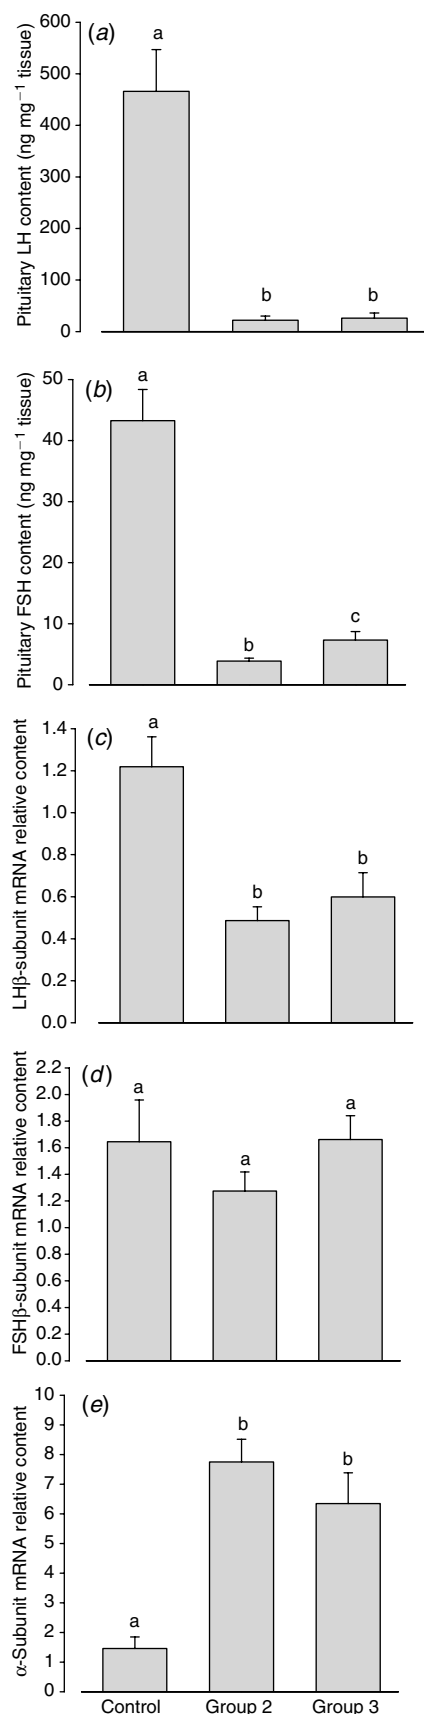 (a)
Pituitary LH content (ng mg⁻¹ tissue)
600
500
400
300
200
100
0
a
b
b
(b)
Pituitary FSH content (ng mg⁻¹ tissue)
50
40
30
20
10
0
a
b
c
(c)
LHβ-subunit mRNA relative content
1.4
1.2
1.0
0.8
0.6
0.4
0.2
0.0
a
b
b
(d)
FSHβ-subunit mRNA relative content
2.2
2.0
1.8
1.6
1.4
1.2
1.0
0.8
0.6
0.4
0.2
0.0
a
a
a
(e)
α-Subunit mRNA relative content
10
9
8
7
6
5
4
3
2
1
0
a
b
b
Control Group 2 Group 3